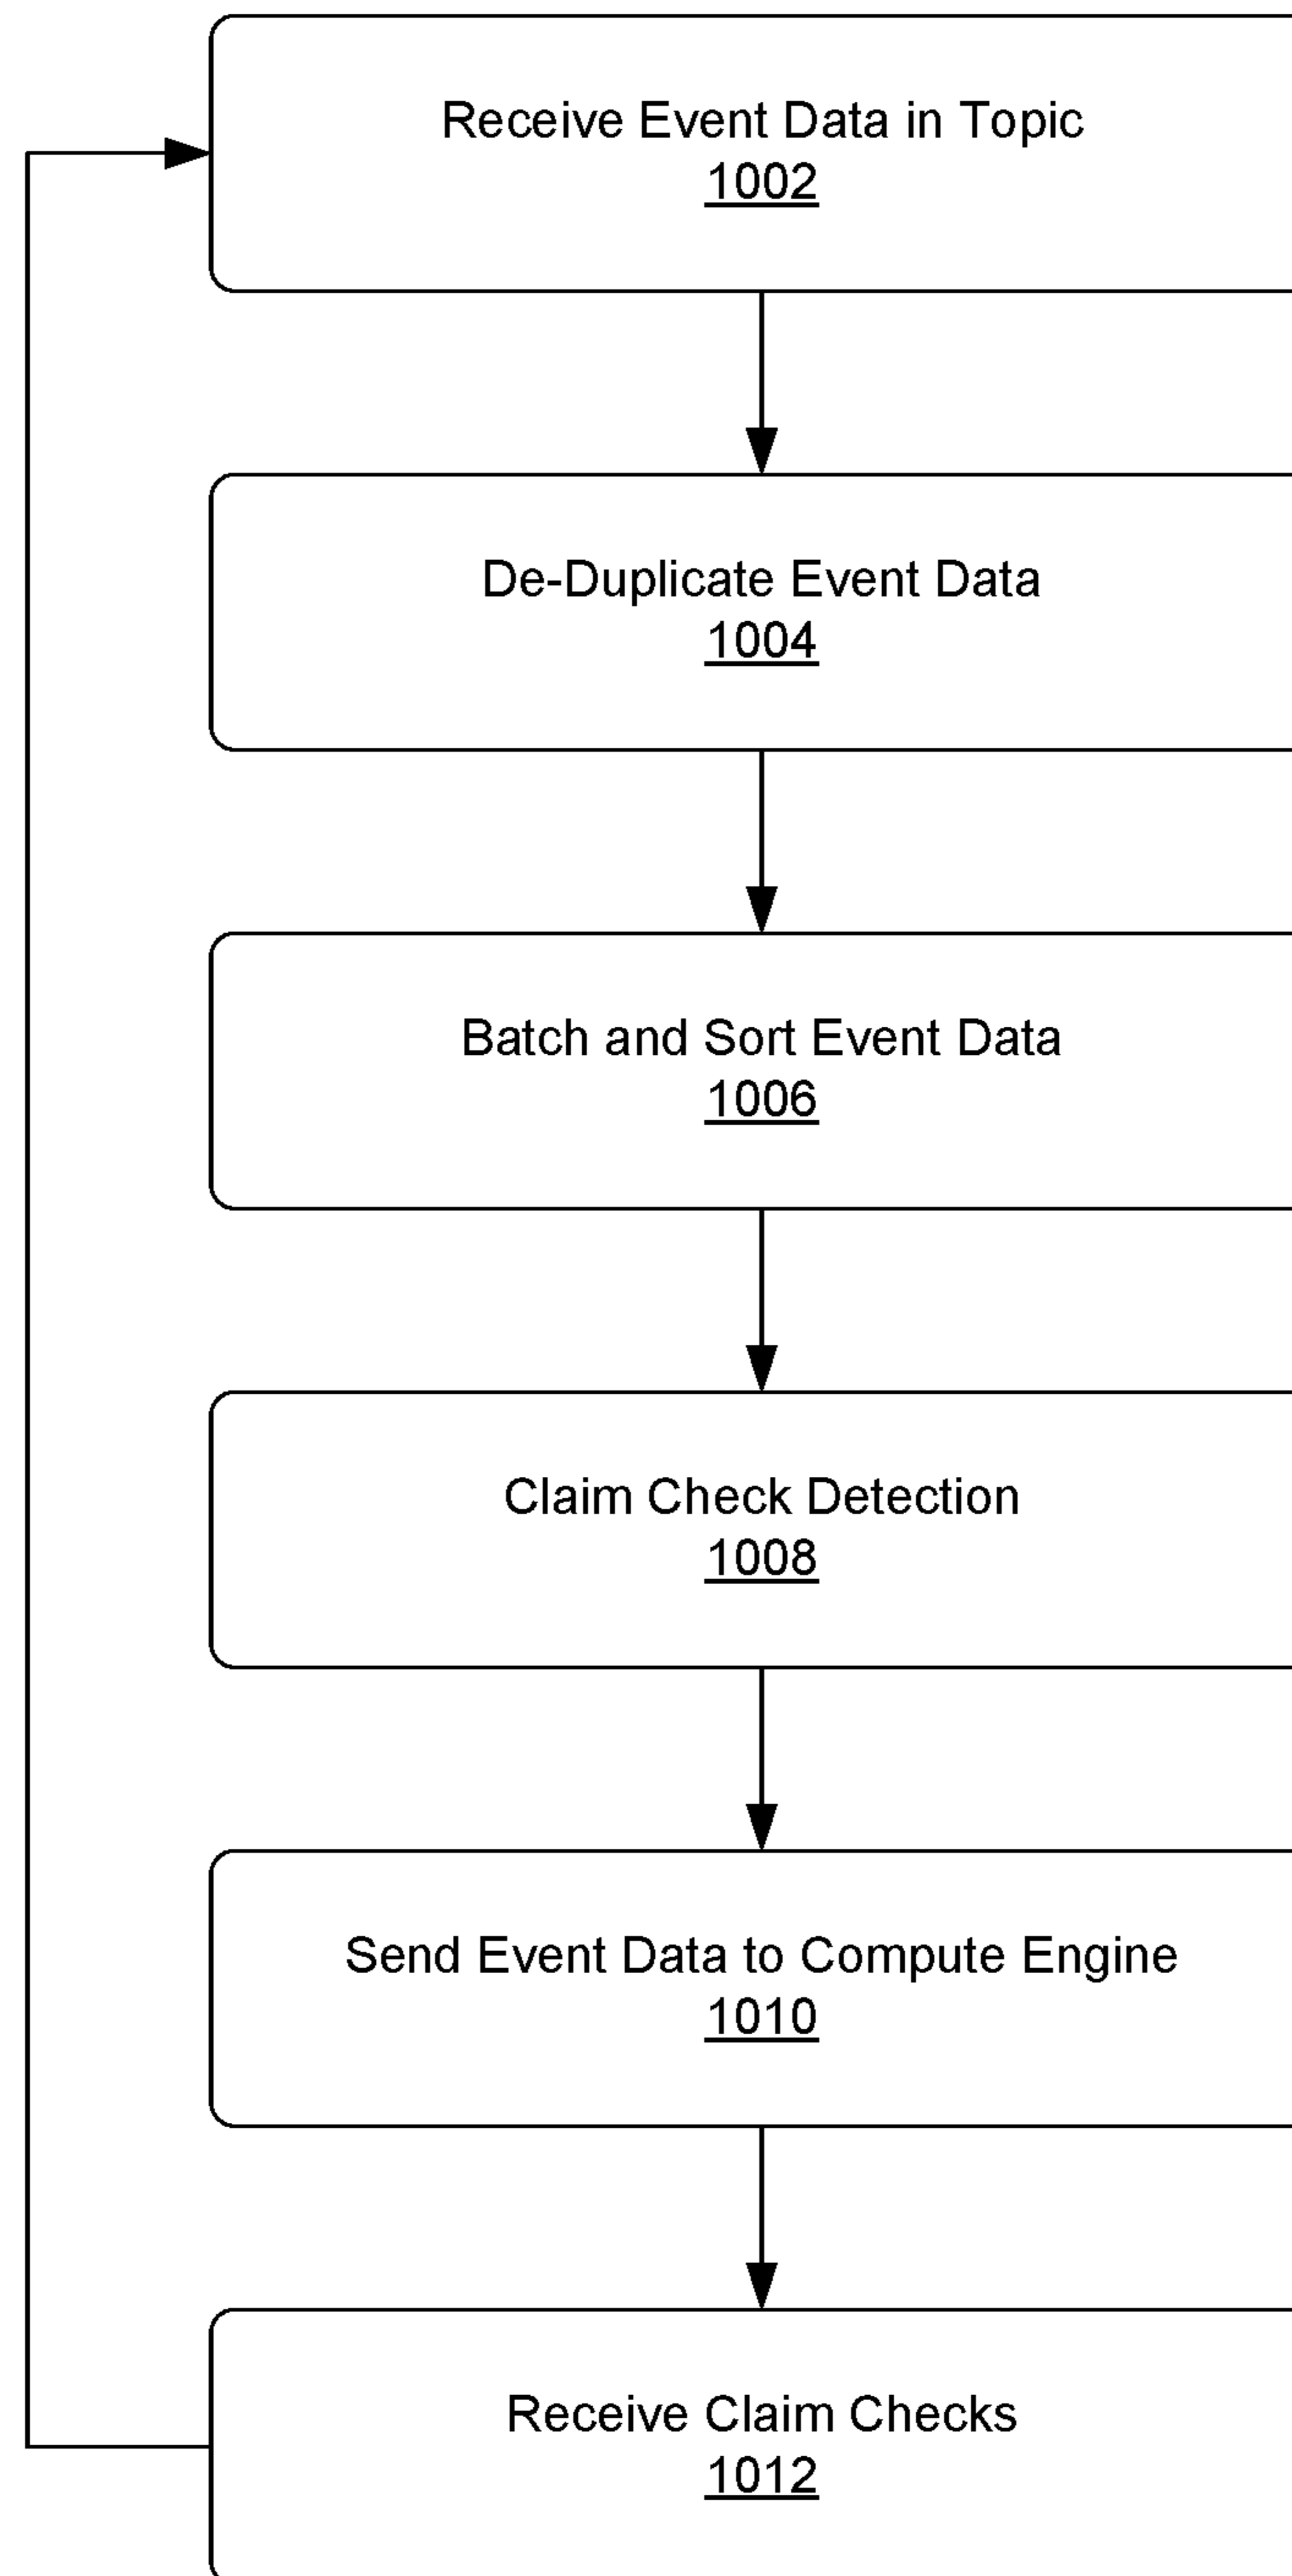 Receive Event Data in Topic
1002
De-Duplicate Event Data
1004
Batch and Sort Event Data
1006
Claim Check Detection
1008
Send Event Data to Compute Engine
1010
Receive Claim Checks
1012